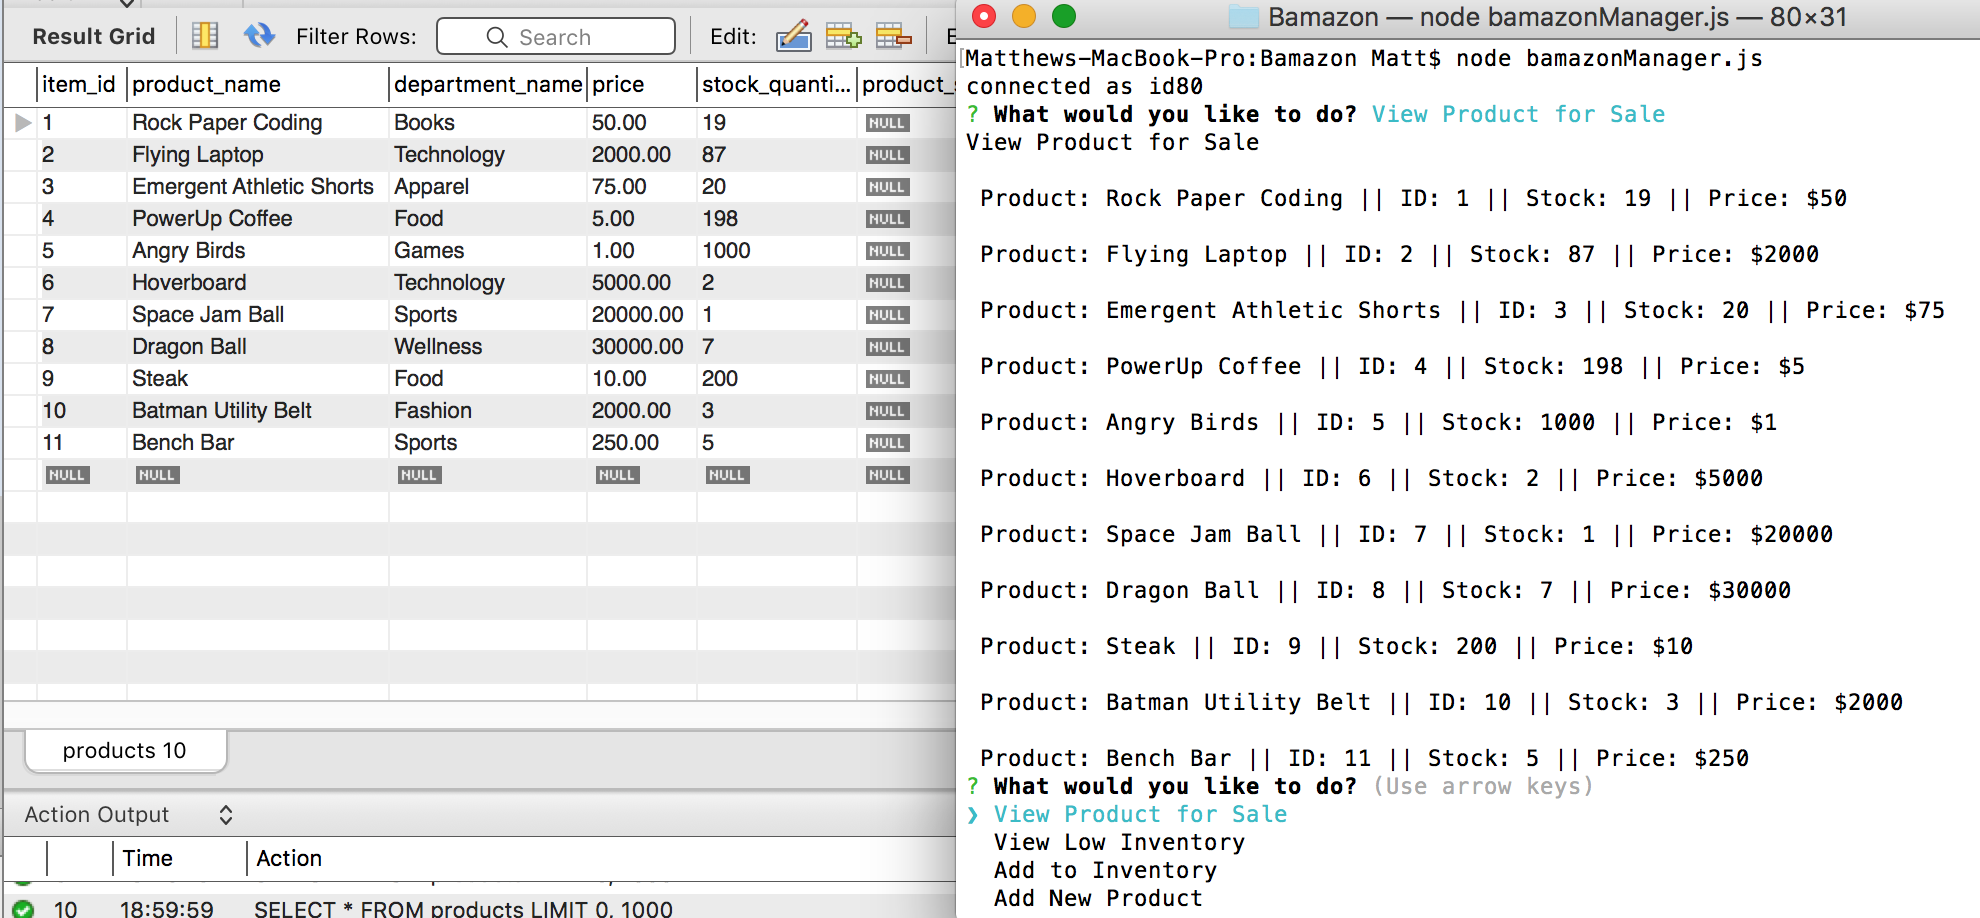 Result Grid Filter Rows: Search Edit:
item_id product_name department_name price stock_quanti... product_
1 Rock Paper Coding Books 50.00 19 NULL
2 Flying Laptop Technology 2000.00 87 NULL
3 Emergent Athletic Shorts Apparel 75.00 20 NULL
4 PowerUp Coffee Food 5.00 198 NULL
5 Angry Birds Games 1.00 1000 NULL
6 Hoverboard Technology 5000.00 2 NULL
7 Space Jam Ball Sports 20000.00 1 NULL
8 Dragon Ball Wellness 30000.00 7 NULL
9 Steak Food 10.00 200 NULL
10 Batman Utility Belt Fashion 2000.00 3 NULL
11 Bench Bar Sports 250.00 5 NULL
NULL NULL NULL NULL NULL NULL
products 10
Action Output
Time Action
10 18:59:59 SELECT * FROM products LIMIT 0, 1000
Bamazon — node bamazonManager.js — 80×31
[Matthews-MacBook-Pro:Bamazon Matt$ node bamazonManager.js
connected as id80
? What would you like to do? View Product for Sale
View Product for Sale
Product: Rock Paper Coding || ID: 1 || Stock: 19 || Price: $50
Product: Flying Laptop || ID: 2 || Stock: 87 || Price: $2000
Product: Emergent Athletic Shorts || ID: 3 || Stock: 20 || Price: $75
Product: PowerUp Coffee || ID: 4 || Stock: 198 || Price: $5
Product: Angry Birds || ID: 5 || Stock: 1000 || Price: $1
Product: Hoverboard || ID: 6 || Stock: 2 || Price: $5000
Product: Space Jam Ball || ID: 7 || Stock: 1 || Price: $20000
Product: Dragon Ball || ID: 8 || Stock: 7 || Price: $30000
Product: Steak || ID: 9 || Stock: 200 || Price: $10
Product: Batman Utility Belt || ID: 10 || Stock: 3 || Price: $2000
Product: Bench Bar || ID: 11 || Stock: 5 || Price: $250
? What would you like to do? (Use arrow keys)
❯ View Product for Sale
View Low Inventory
Add to Inventory
Add New Product